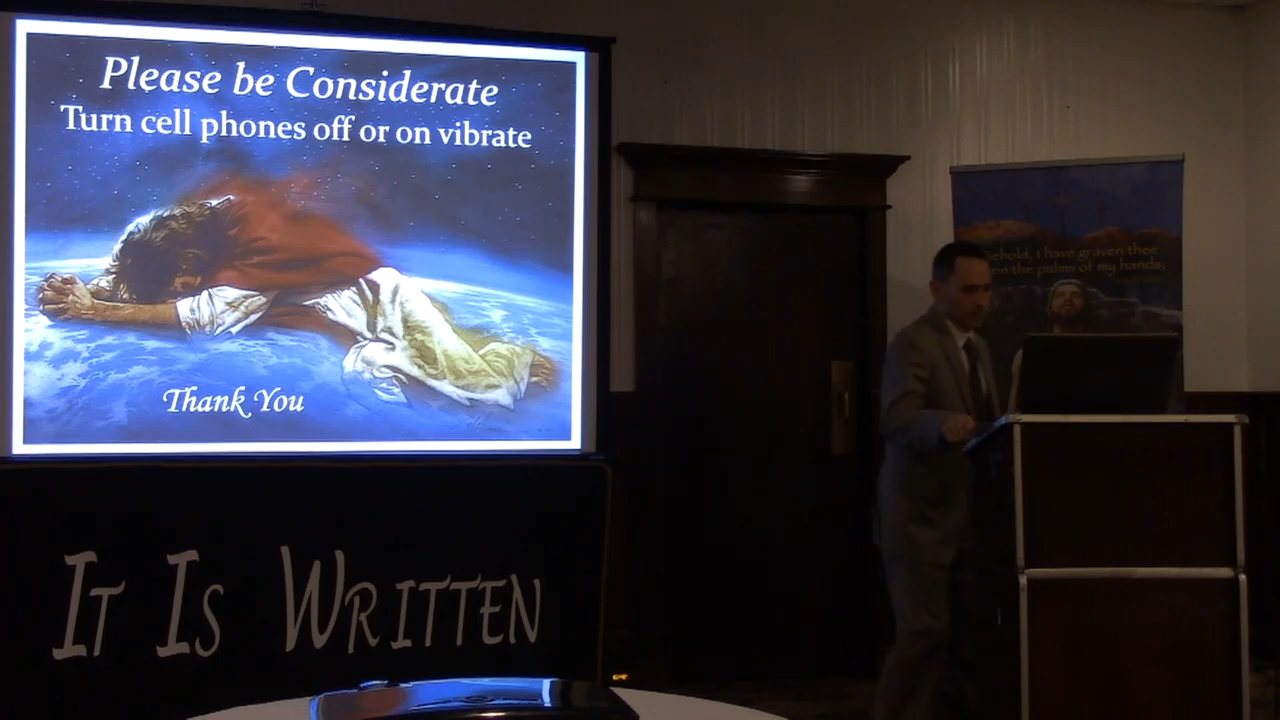 Please be Considerate
Turn cell phones off or on vibrate
Thank You
ehold, I have graven thee
on the palms of my hands;
IT IS WRITTEN